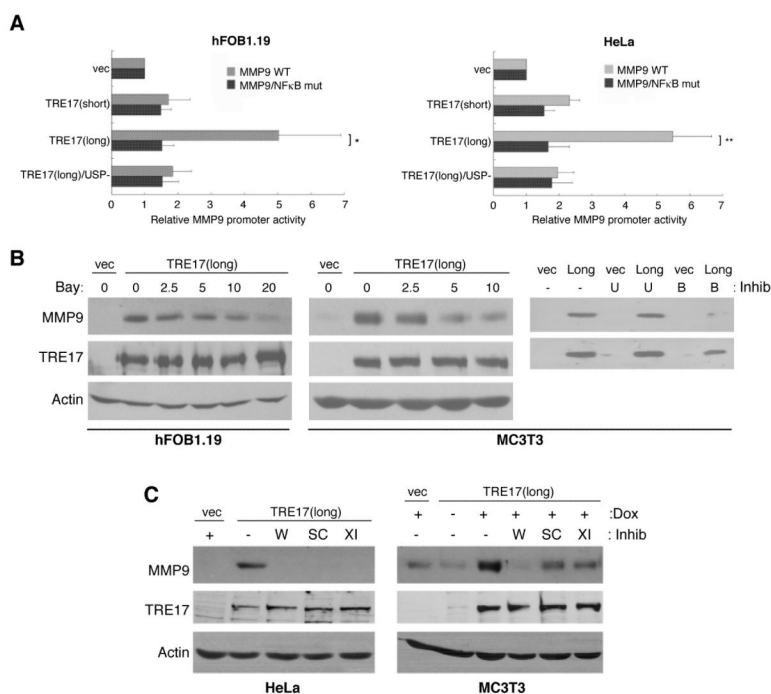 A
hFOB1.19
MMP9 WT
MMP9/NFκB mut
vec
TRE17(short)
TRE17(long)
*
TRE17(long)/USP-
0 1 2 3 4 5 6 7
Relative MMP9 promoter activity
HeLa
MMP9 WT
MMP9/NFκB mut
vec
TRE17(short)
TRE17(long)
**
TRE17(long)/USP-
0 1 2 3 4 5 6 7
Relative MMP9 promoter activity
B
vec TRE17(long)
Bay: 0 0 2.5 5 10 20
MMP9
TRE17
Actin
hFOB1.19
vec TRE17(long)
0 0 2.5 5 10
vec Long vec Long vec Long
- - U U B B : Inhib
MC3T3
C
vec TRE17(long)
+ - W SC XI
MMP9
TRE17
Actin
HeLa
vec TRE17(long)
+ - + + + + :Dox
- - - W SC XI : Inhib
MC3T3